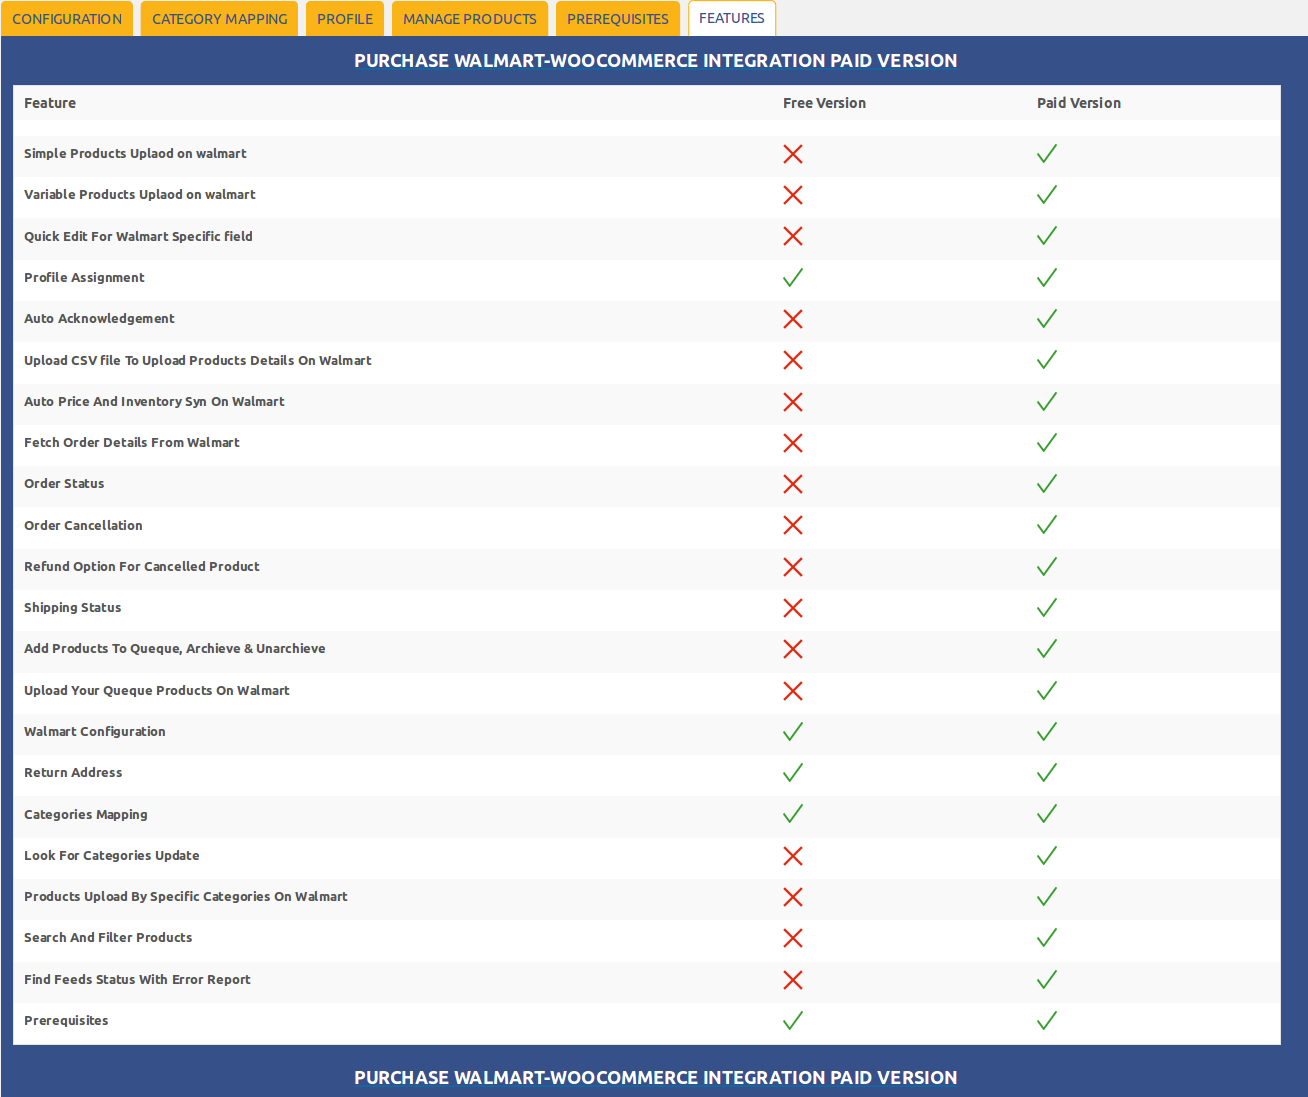 CONFIGURATION CATEGORY MAPPING PROFILE MANAGE PRODUCTS PREREQUISITES FEATURES
PURCHASE WALMART-WOOCOMMERCE INTEGRATION PAID VERSION
Feature Free Version Paid Version
Simple Products Uplaod on walmart
Variable Products Uplaod on walmart
Quick Edit For Walmart Specific field
Profile Assignment
Auto Acknowledgement
Upload CSV file To Upload Products Details On Walmart
Auto Price And Inventory Syn On Walmart
Fetch Order Details From Walmart
Order Status
Order Cancellation
Refund Option For Cancelled Product
Shipping Status
Add Products To Queque, Archieve & Unarchieve
Upload Your Queque Products On Walmart
Walmart Configuration
Return Address
Categories Mapping
Look For Categories Update
Products Upload By Specific Categories On Walmart
Search And Filter Products
Find Feeds Status With Error Report
Prerequisites
PURCHASE WALMART-WOOCOMMERCE INTEGRATION PAID VERSION